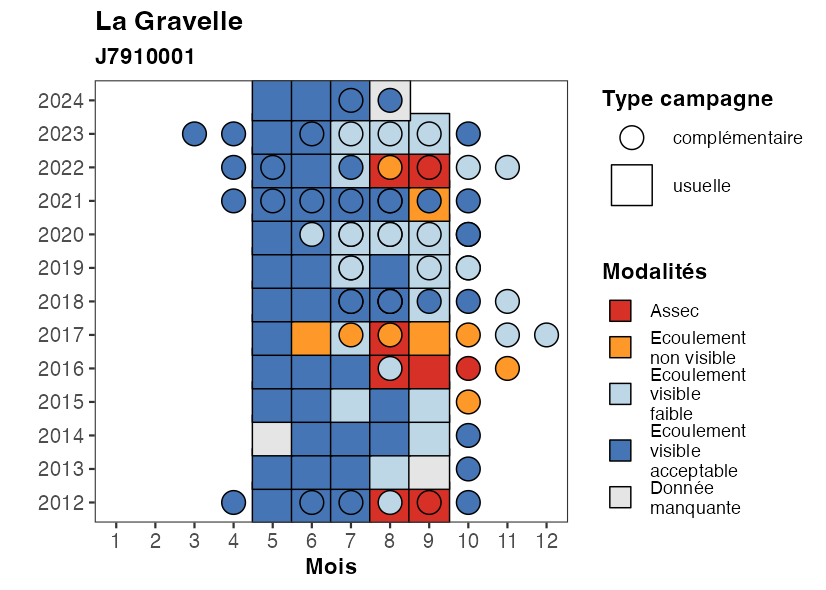 La Gravelle
J7910001
2024
2023
2022
2021
2020
2019
2018
2017
2016
2015
2014
2013
2012
1 2 3 4 5 6 7 8 9 10 11 12
Mois
Type campagne
complémentaire
usuelle
Modalités
Assec
Ecoulement
non visible
Ecoulement
visible
faible
Ecoulement
visible
acceptable
Donnée
manquante